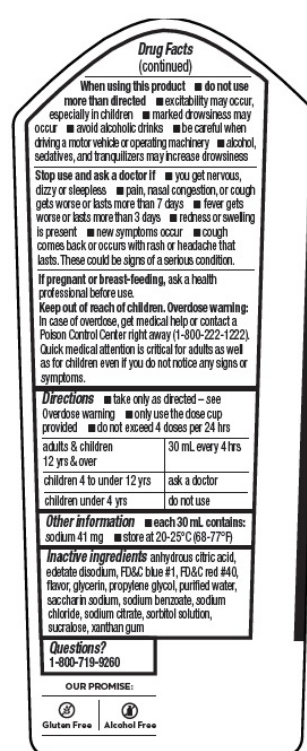 Drug Facts
(continued)
When using this product ■ do not use
more than directed ■ excitability may occur,
especially in children ■ marked drowsiness may
occur ■ avoid alcoholic drinks ■ be careful when
driving a motor vehicle or operating machinery ■ alcohol,
sedatives, and tranquilizers may increase drowsiness
Stop use and ask a doctor if ■ you get nervous,
dizzy or sleepless ■ pain, nasal congestion, or cough
gets worse or lasts more than 7 days ■ fever gets
worse or lasts more than 3 days ■ redness or swelling
is present ■ new symptoms occur ■ cough
comes back or occurs with rash or headache that
lasts. These could be signs of a serious condition.
If pregnant or breast-feeding, ask a health
professional before use.
Keep out of reach of children. Overdose warning:
In case of overdose, get medical help or contact a
Poison Control Center right away (1-800-222-1222).
Quick medical attention is critical for adults as well
as for children even if you do not notice any signs or
symptoms.
Directions ■ take only as directed – see
Overdose warning ■ only use the dose cup
provided ■ do not exceed 4 doses per 24 hrs
adults & children 30 mL every 4 hrs
12 yrs & over
children 4 to under 12 yrs ask a doctor
children under 4 yrs do not use
Other information ■ each 30 mL contains:
sodium 41 mg ■ store at 20-25°C (68-77°F)
Inactive ingredients anhydrous citric acid,
edetate disodium, FD&C blue #1, FD&C red #40,
flavor, glycerin, propylene glycol, purified water,
saccharin sodium, sodium benzoate, sodium
chloride, sodium citrate, sorbitol solution,
sucralose, xanthan gum
Questions?
1-800-719-9260
OUR PROMISE:
Gluten Free Alcohol Free